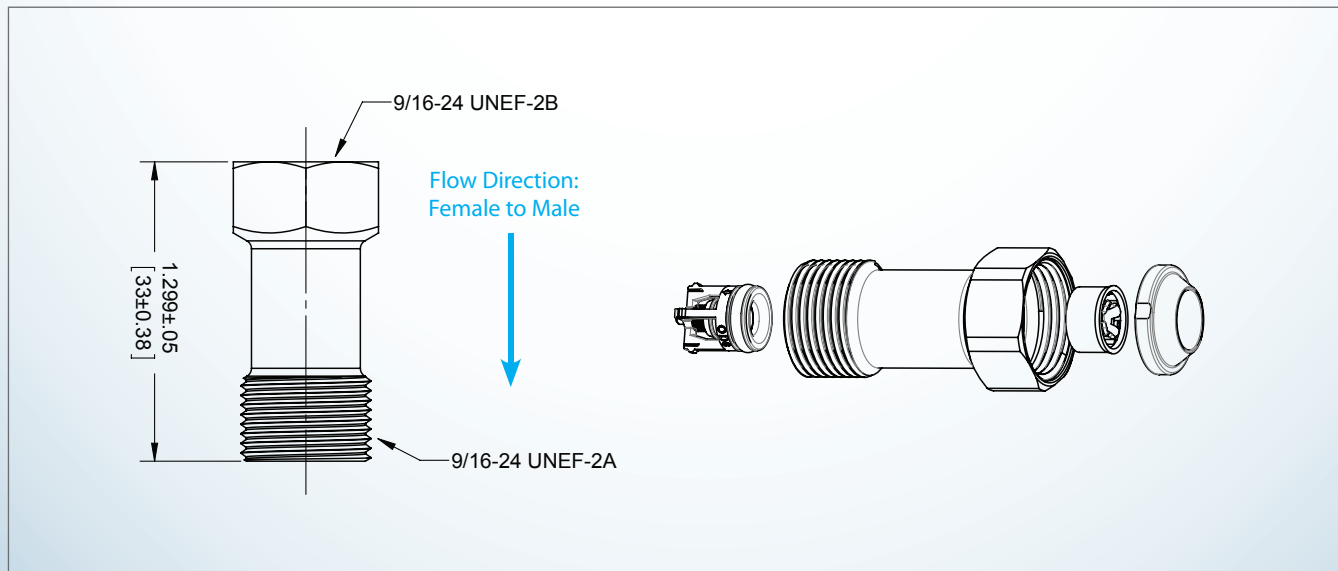 9/16-24 UNEF-2B
Flow Direction:
Female to Male
1.299±.05
[33±0.38]
9/16-24 UNEF-2A